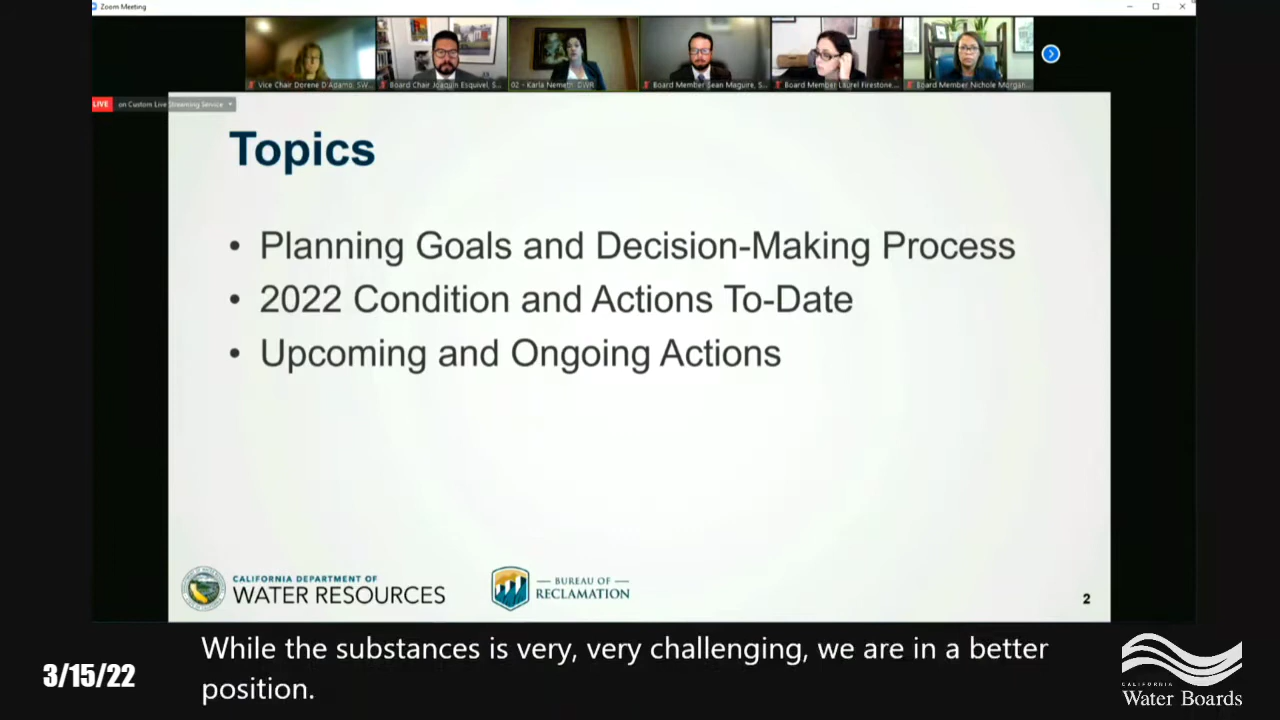 Zoom Meeting
Vice Chair Dorene D'Adamo, SW...
Board Chair Joaquin Esquivel, S...
02 - Karla Nemeth, DWR
Board Member Sean Maguire, S...
Board Member Laurel Firestone,...
Board Member Nichole Morgan...
LIVE on Custom Live Streaming Service
Topics
• Planning Goals and Decision-Making Process
• 2022 Condition and Actions To-Date
• Upcoming and Ongoing Actions
CALIFORNIA DEPARTMENT OF
WATER RESOURCES
BUREAU OF
RECLAMATION
2
3/15/22
While the substances is very, very challenging, we are in a better
position.
CALIFORNIA
Water Boards